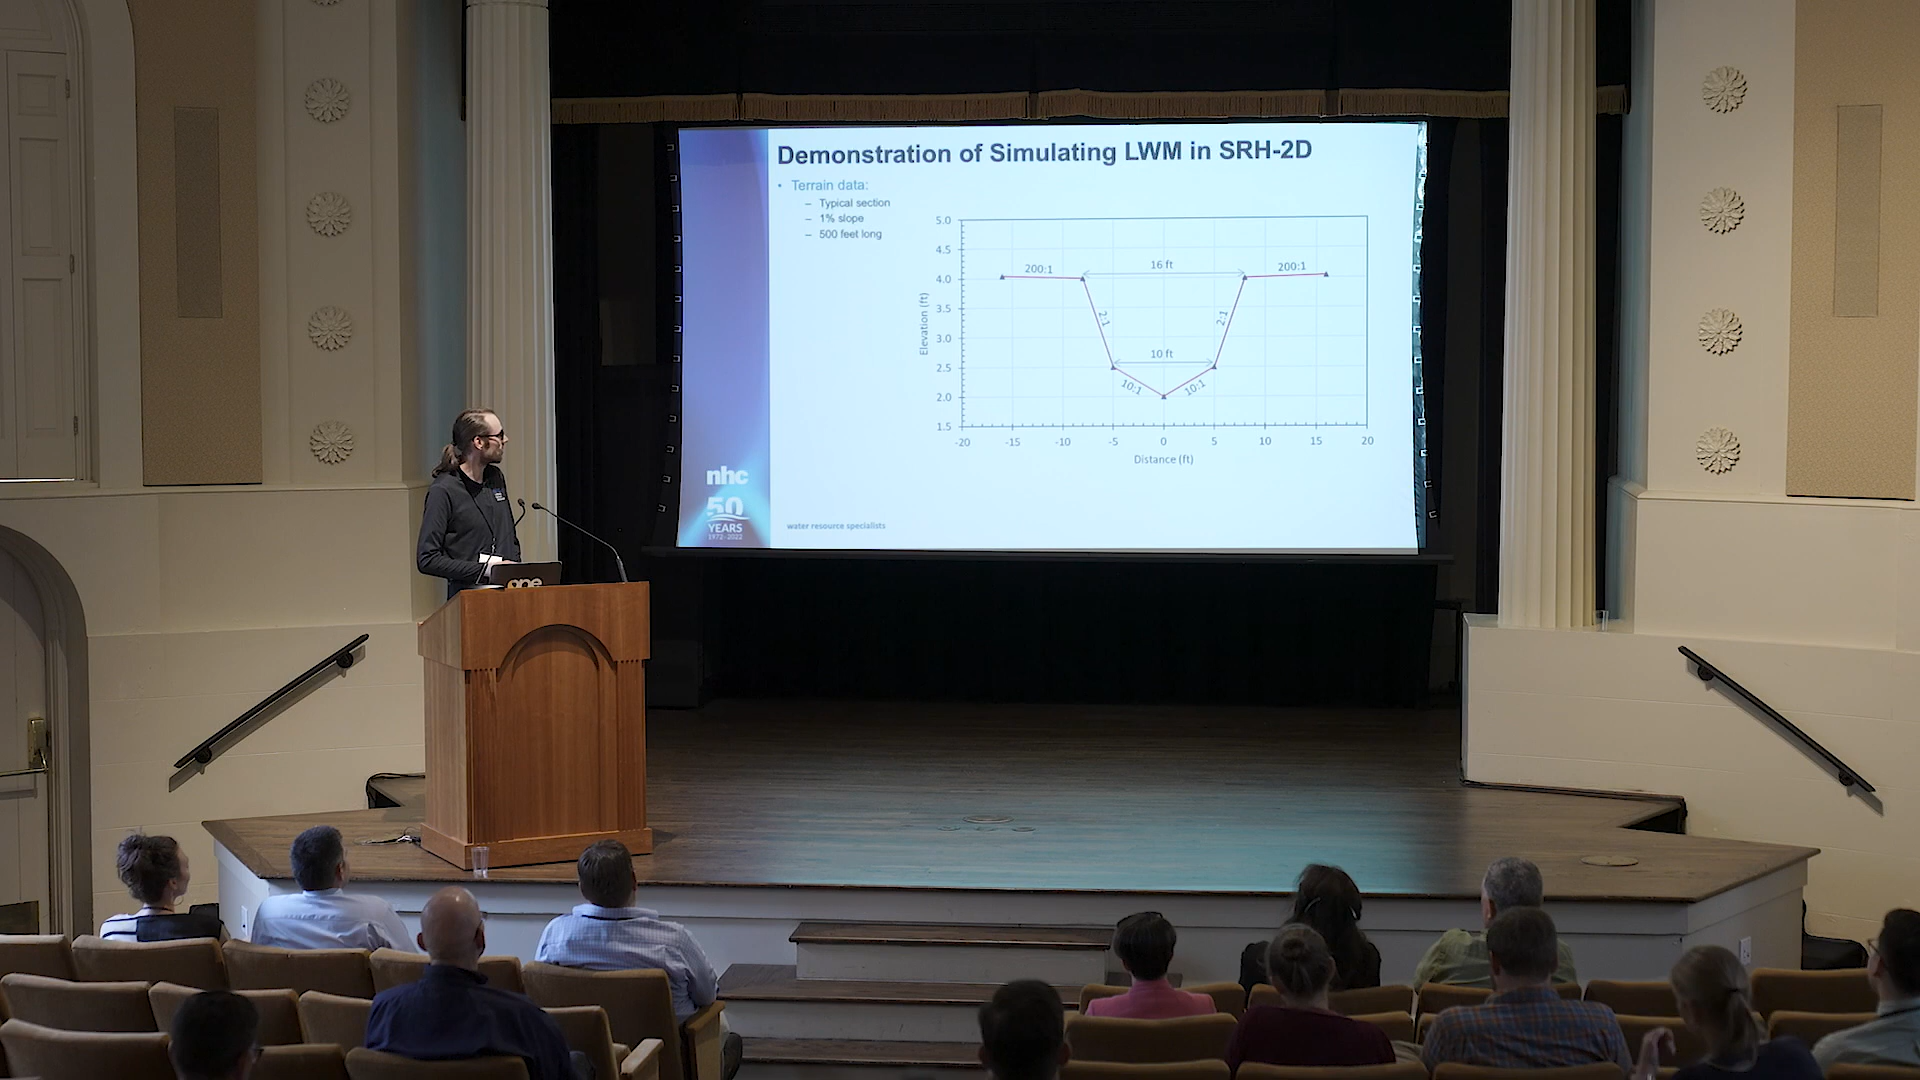 Demonstration of Simulating LWM in SRH-2D
• Terrain data:
– Typical section
– 1% slope
– 500 feet long
5.0
4.5
4.0
3.5
3.0
2.5
2.0
1.5
Elevation (ft)
200:1
16 ft
200:1
2:1
2:1
10 ft
10:1
10:1
-20 -15 -10 -5 0 5 10 15 20
Distance (ft)
nhc
50
YEARS
1972-2022
water resource specialists